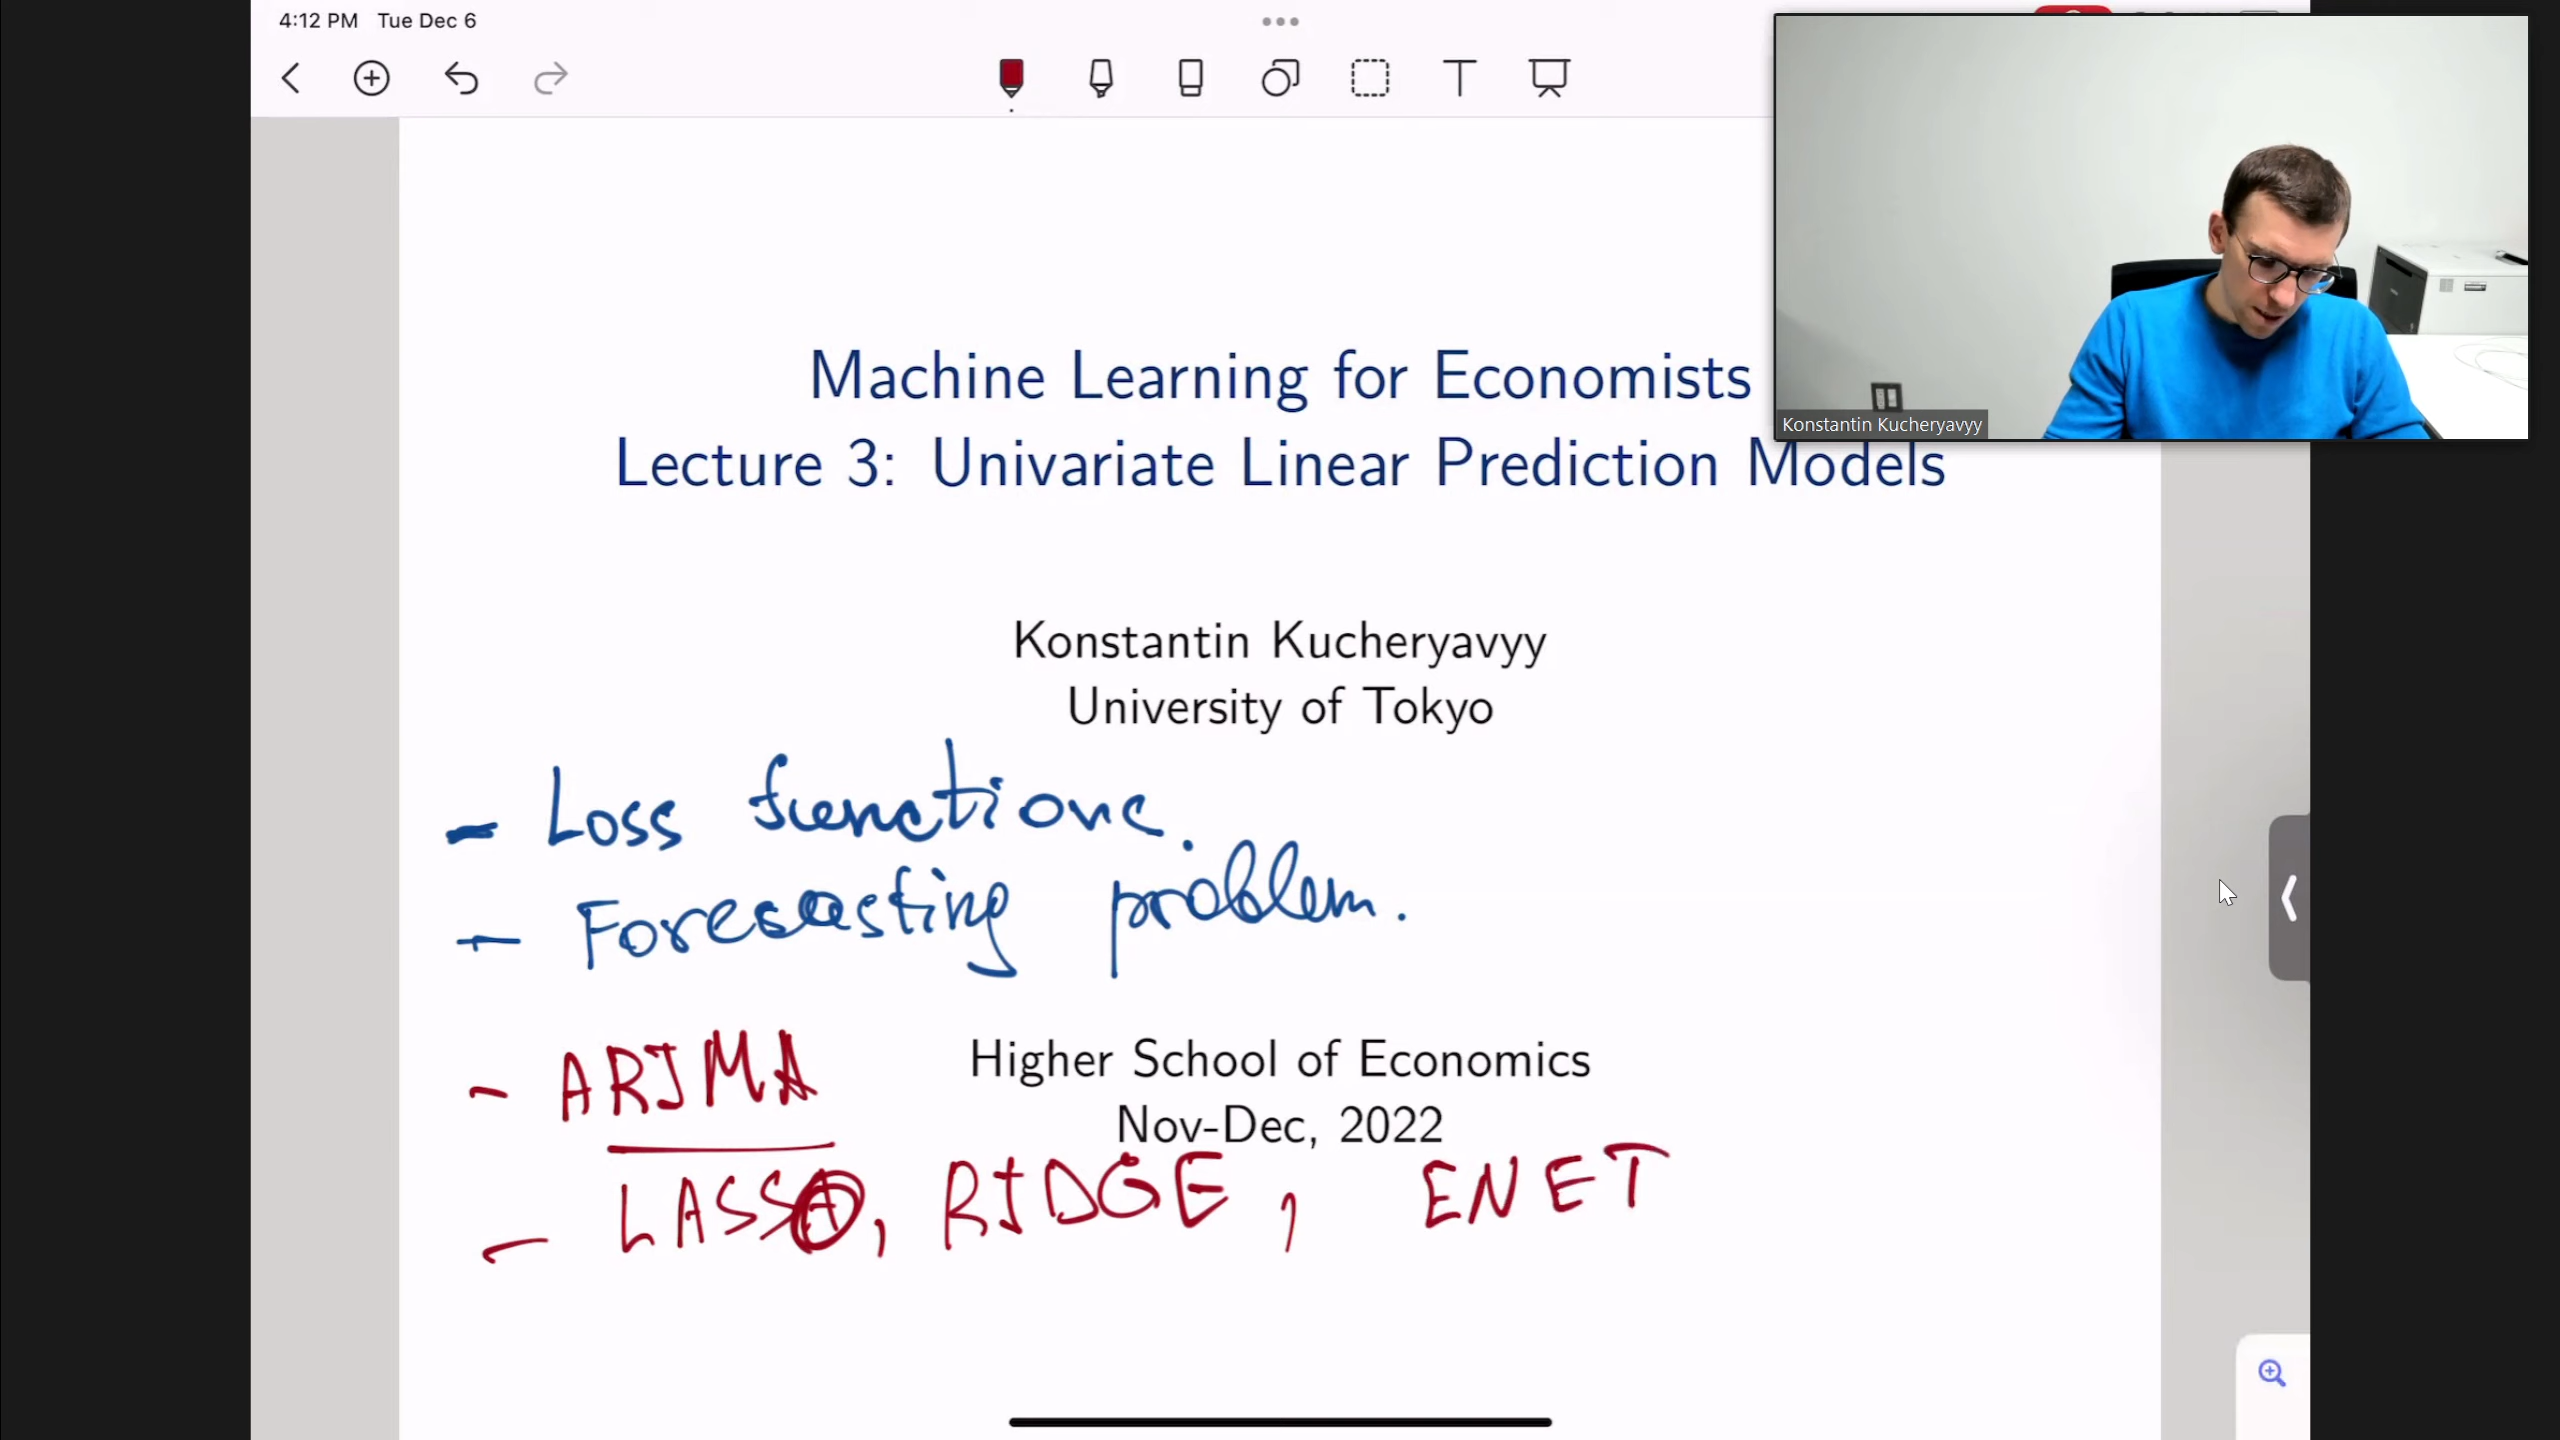 4:12 PM Tue Dec 6
Machine Learning for Economists
Lecture 3: Univariate Linear Prediction Models
Konstantin Kucheryavyy
Konstantin Kucheryavyy
University of Tokyo
- Loss functions.
- Forecasting problem.
- ARIMA
Higher School of Economics
Nov-Dec, 2022
- LASSO, RIDGE, ENET